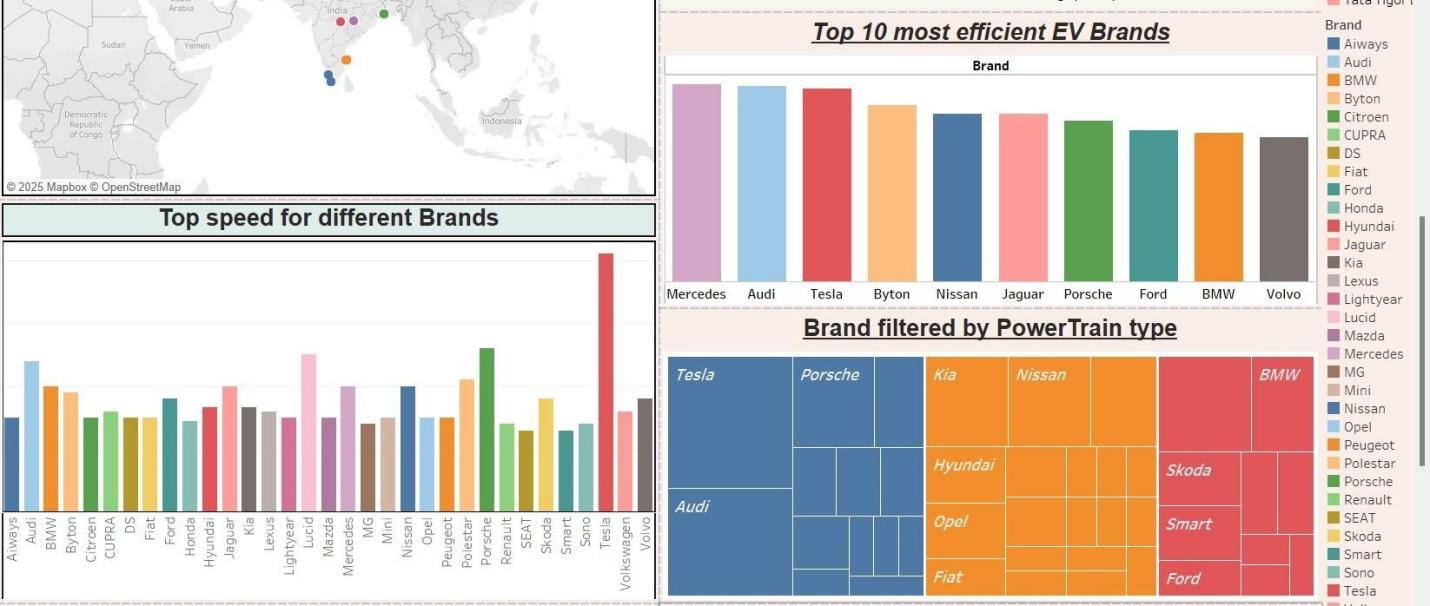 Saudi
Arabia
India
Sudan
Yemen
Democratic
Republic
of Congo
Indonesia
© 2025 Mapbox © OpenStreetMap
Top speed for different Brands
Aiways
Audi
BMW
Byton
Citroen
CUPRA
DS
Fiat
Ford
Honda
Hyundai
Jaguar
Kia
Lexus
Lightyear
Lucid
Mazda
Mercedes
MG
Mini
Nissan
Opel
Peugeot
Polestar
Porsche
Renault
SEAT
Skoda
Smart
Sono
Tesla
Volkswagen
Volvo
Top 10 most efficient EV Brands
Brand
Mercedes Audi Tesla Byton Nissan Jaguar Porsche Ford BMW Volvo
Brand filtered by PowerTrain type
Tesla Porsche Kia Nissan BMW
Hyundai Skoda
Audi Opel Smart
Fiat Ford
Brand
Aiways
Audi
BMW
Byton
Citroen
CUPRA
DS
Fiat
Ford
Honda
Hyundai
Jaguar
Kia
Lexus
Lightyear
Lucid
Mazda
Mercedes
MG
Mini
Nissan
Opel
Peugeot
Polestar
Porsche
Renault
SEAT
Skoda
Smart
Sono
Tesla